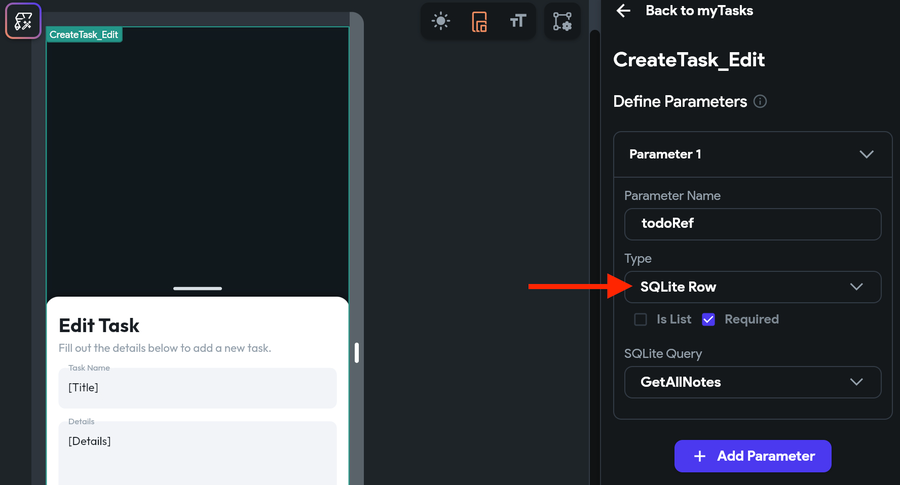 CreateTask_Edit
TT
Edit Task
Fill out the details below to add a new task.
Task Name
[Title]
Details
[Details]
Back to myTasks
CreateTask_Edit
Define Parameters
Parameter 1
Parameter Name
todoRef
Type
SQLite Row
Is List
Required
SQLite Query
GetAllNotes
+ Add Parameter